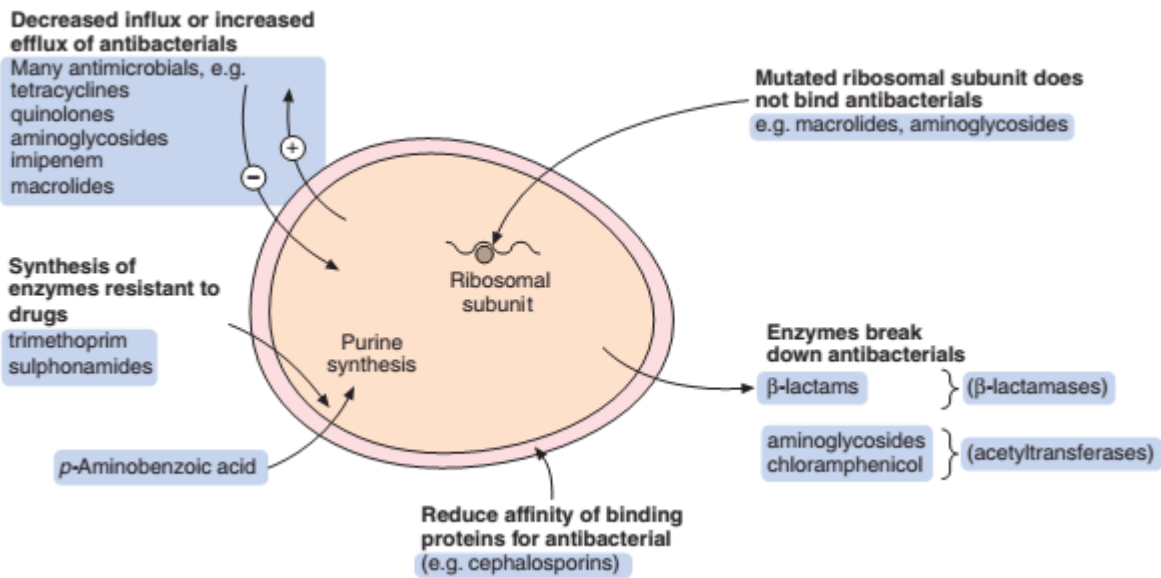 Decreased influx or increased
efflux of antibacterials
Many antimicrobials, e.g.
tetracyclines
quinolones
aminoglycosides
imipenem
macrolides
+
−
Mutated ribosomal subunit does
not bind antibacterials
e.g. macrolides, aminoglycosides
Ribosomal
subunit
Synthesis of
enzymes resistant to
drugs
trimethoprim
sulphonamides
Purine
synthesis
p-Aminobenzoic acid
Enzymes break
down antibacterials
β-lactams } (β-lactamases)
aminoglycosides
chloramphenicol } (acetyltransferases)
Reduce affinity of binding
proteins for antibacterial
(e.g. cephalosporins)